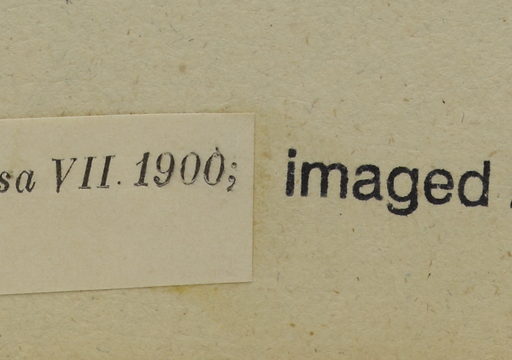 sa VII. 1900; imaged